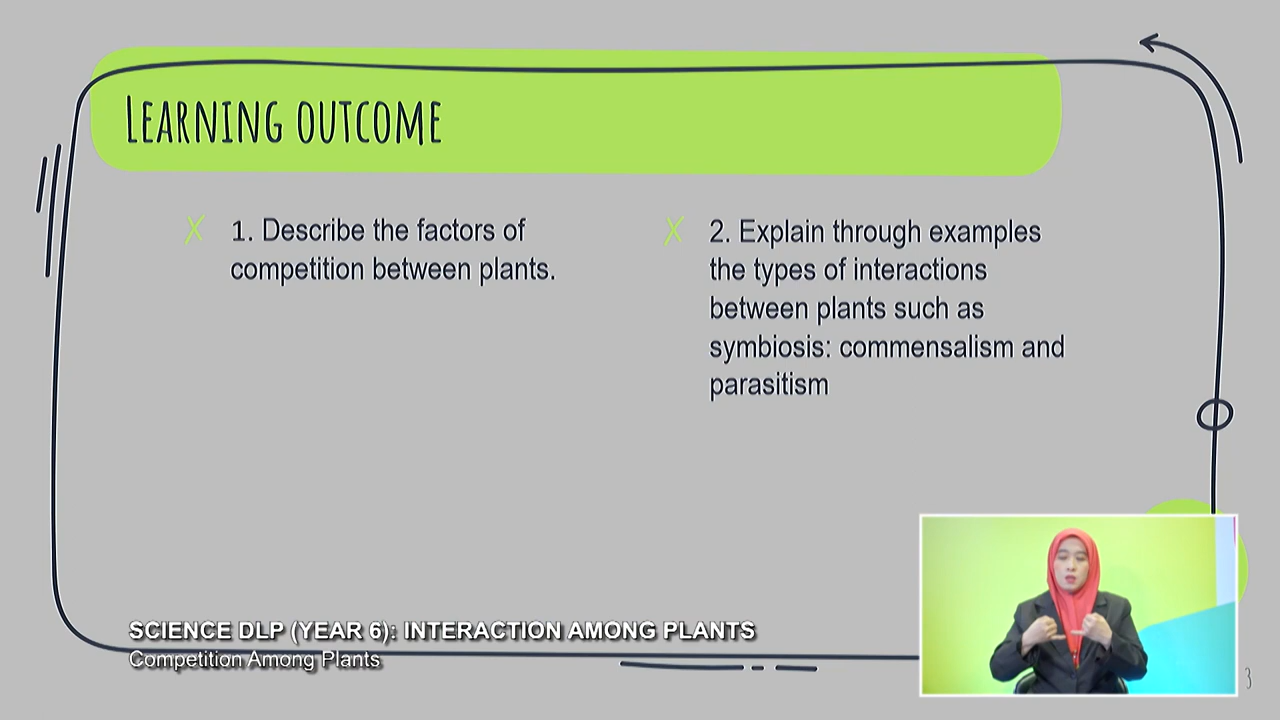 Learning outcome
X 1. Describe the factors of
competition between plants.
X 2. Explain through examples
the types of interactions
between plants such as
symbiosis: commensalism and
parasitism
SCIENCE DLP (YEAR 6): INTERACTION AMONG PLANTS
Competition Among Plants
3